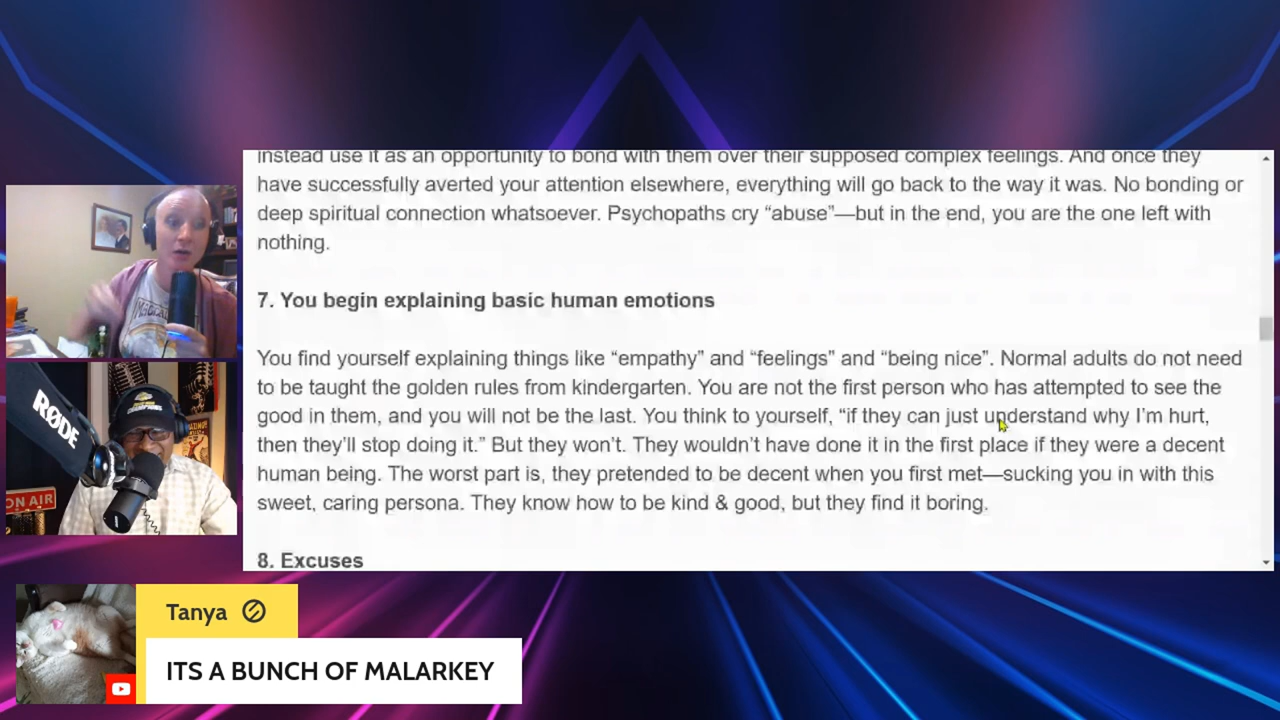 instead use it as an opportunity to bond with them over their supposed complex feelings. And once they
have successfully averted your attention elsewhere, everything will go back to the way it was. No bonding or
deep spiritual connection whatsoever. Psychopaths cry “abuse”—but in the end, you are the one left with
nothing.
7. You begin explaining basic human emotions
You find yourself explaining things like “empathy” and “feelings” and “being nice”. Normal adults do not need
to be taught the golden rules from kindergarten. You are not the first person who has attempted to see the
good in them, and you will not be the last. You think to yourself, “if they can just understand why I’m hurt,
then they’ll stop doing it.” But they won’t. They wouldn’t have done it in the first place if they were a decent
human being. The worst part is, they pretended to be decent when you first met—sucking you in with this
sweet, caring persona. They know how to be kind & good, but they find it boring.
8. Excuses
RØDE
ON AIR
Tanya
ITS A BUNCH OF MALARKEY